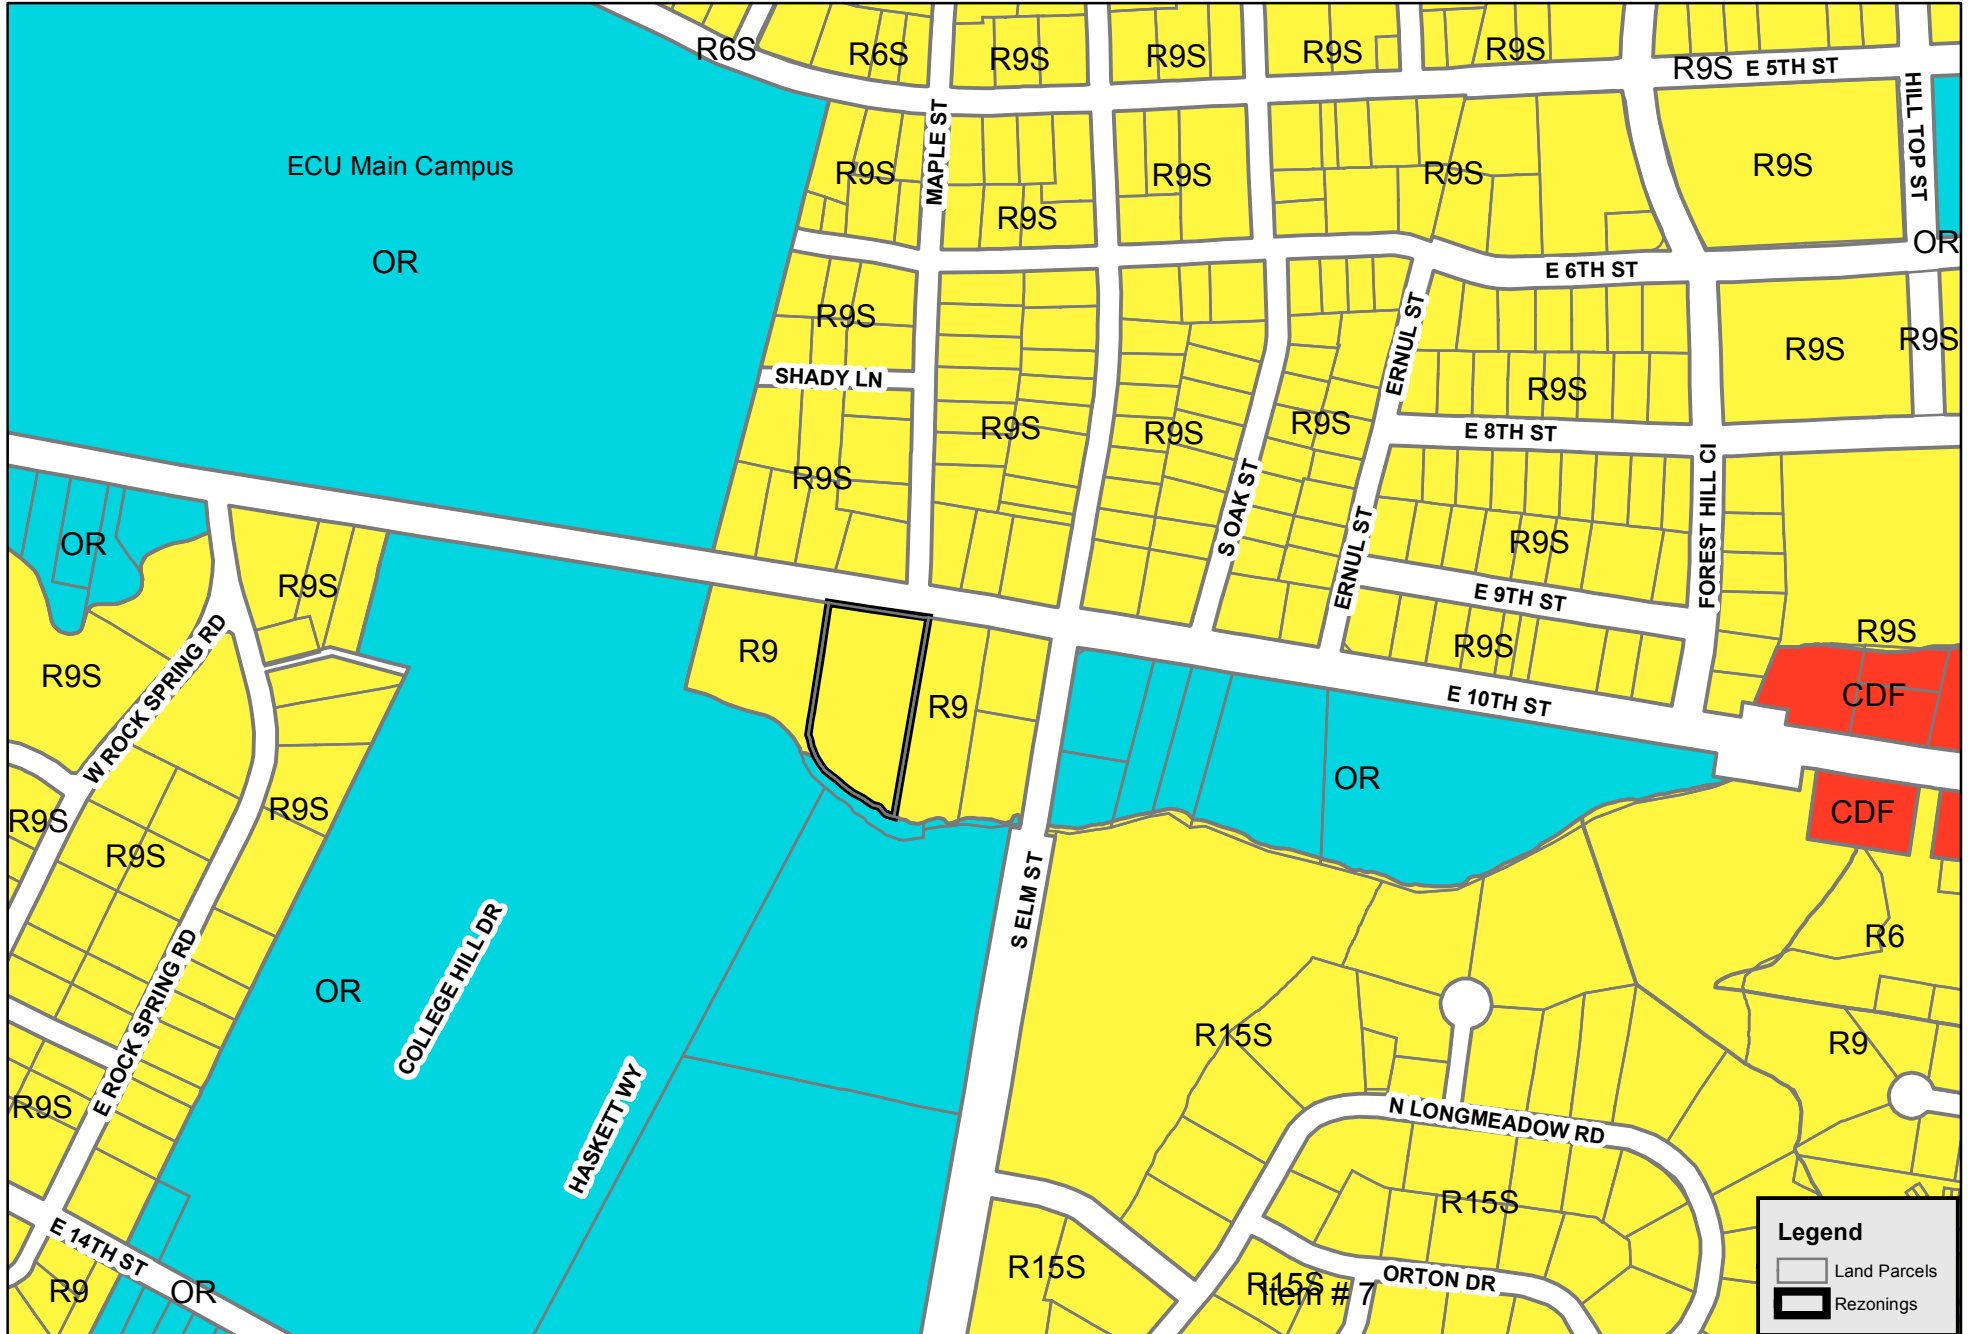 R6S
R6S
R9S
R9S
R9S
R9S
R9S
E 5TH ST
HILL TOP ST
ECU Main Campus
OR
MAPLE ST
R9S
R9S
R9S
R9S
R9S
OR
E 6TH ST
R9S
SHADY LN
R9S
R9S
R9S
R9S
R9S
ERNUL ST
R9S
R9S
E 8TH ST
R9S
S OAK ST
ERNUL ST
R9S
FOREST HILL CI
OR
R9S
E 9TH ST
R9S
R9S
R9S
W ROCK SPRING RD
R9
R9
E 10TH ST
CDF
OR
CDF
R9S
R9S
R9S
S ELM ST
R6
COLLEGE HILL DR
OR
E ROCK SPRING RD
R9S
HASKETT WY
R15S
R9
N LONGMEADOW RD
R15S
E 14TH ST
R9
OR
R15S
R15S
ORTON DR
Item # 7
Legend
Land Parcels
Rezonings